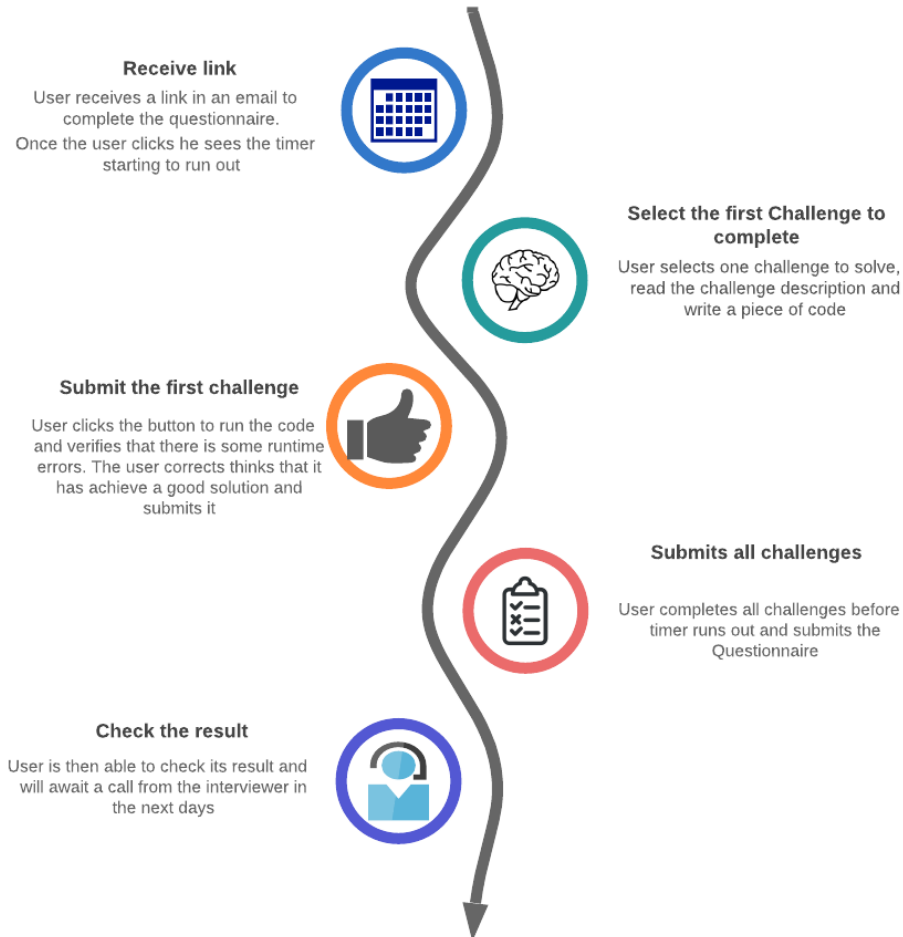 Receive link
User receives a link in an email to
complete the questionnaire.
Once the user clicks he sees the timer
starting to run out
Select the first Challenge to
complete
User selects one challenge to solve,
read the challenge description and
write a piece of code
Submit the first challenge
User clicks the button to run the code
and verifies that there is some runtime
errors. The user corrects thinks that it
has achieve a good solution and
submits it
Submits all challenges
User completes all challenges before
timer runs out and submits the
Questionnaire
Check the result
User is then able to check its result and
will await a call from the interviewer in
the next days